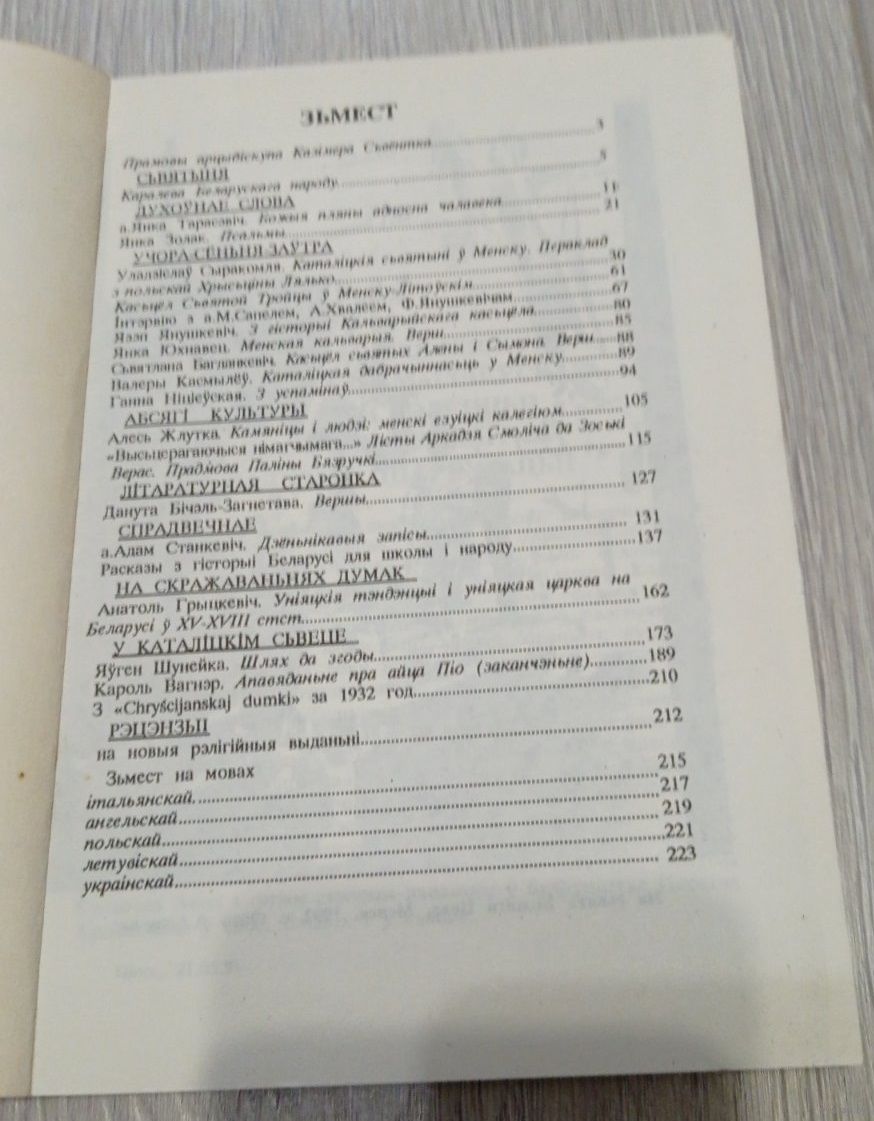 ЗЬМЕСТ
Прамовы арцыбіскупа Казімера Сьвёнтка 3
СЬВЯТЫНЯ
Каралева Беларускага народу 5
ДУХОЎНАЕ СЛОВА
а.Янка Тарасэвіч. Божыя пляны адносна чалавека 11
Янка Золак. Псальмы 21
УЧОРА СЁНЬНЯ ЗАЎТРА
Уладзіслаў Сыракомля. Каталіцкія сьвятыні ў Менску. Пераклад
з польскай Хрысьціны Лялько 30
Касьцёл Сьвятой Тройцы ў Менску-Літоўскім 61
Інтэрвію з а.М.Сапелем, А.Хвалеем, Ф.Янушкевічам 67
Язэп Янушкевіч. З гісторыі Кальварыйскага касьцёла 80
Янка Юхнавец. Менская кальварыя. Верш 85
Сьвятлана Багданкевіч. Касьцёл сьвятых Алены і Сымона. Верш 88
Валеры Касмылёў. Каталіцкая дабрачыннасьць у Менску 89
Ганна Ніціеўская. З успамінаў 94
АБСЯГІ КУЛЬТУРЫ
Алесь Жлутка. Камяніцы і людзі: менскі езуіцкі калегіюм 105
«Высьцерагаючыся німагчымага...» Лісты Аркадзя Смоліча да Зоські
Верас. Прадмова Паліны Бязручкі 115
ЛІТАРАТУРНАЯ СТАРОНКА
Данута Бічэль-Загнетава. Вершы 127
СПРАДВЕЧНАЕ
а.Адам Станкевіч. Дзёньнікавыя запісы 131
Расказы з гісторыі Беларусі для школы і народу 137
НА СКРАЖАВАНЬНЯХ ДУМАК
Анатоль Грыцкевіч. Уніяцкія тэндэнцыі і уніяцкая царква на
Беларусі ў XV-XVIII стст 162
У КАТАЛІЦКІМ СЬВЕЦЕ
Яўген Шунейка. Шлях да згоды 173
Кароль Вагнэр. Апавяданьне пра айца Піо (заканчэньне) 189
З «Chryścijanskaj dumki» за 1932 год 210
РЭЦЭНЗЫІ
на новыя рэлігійныя выданьні 212
Зьмест на мовах
італьянскай 215
ангельскай 217
польскай 219
летувіскай 221
украінскай 223